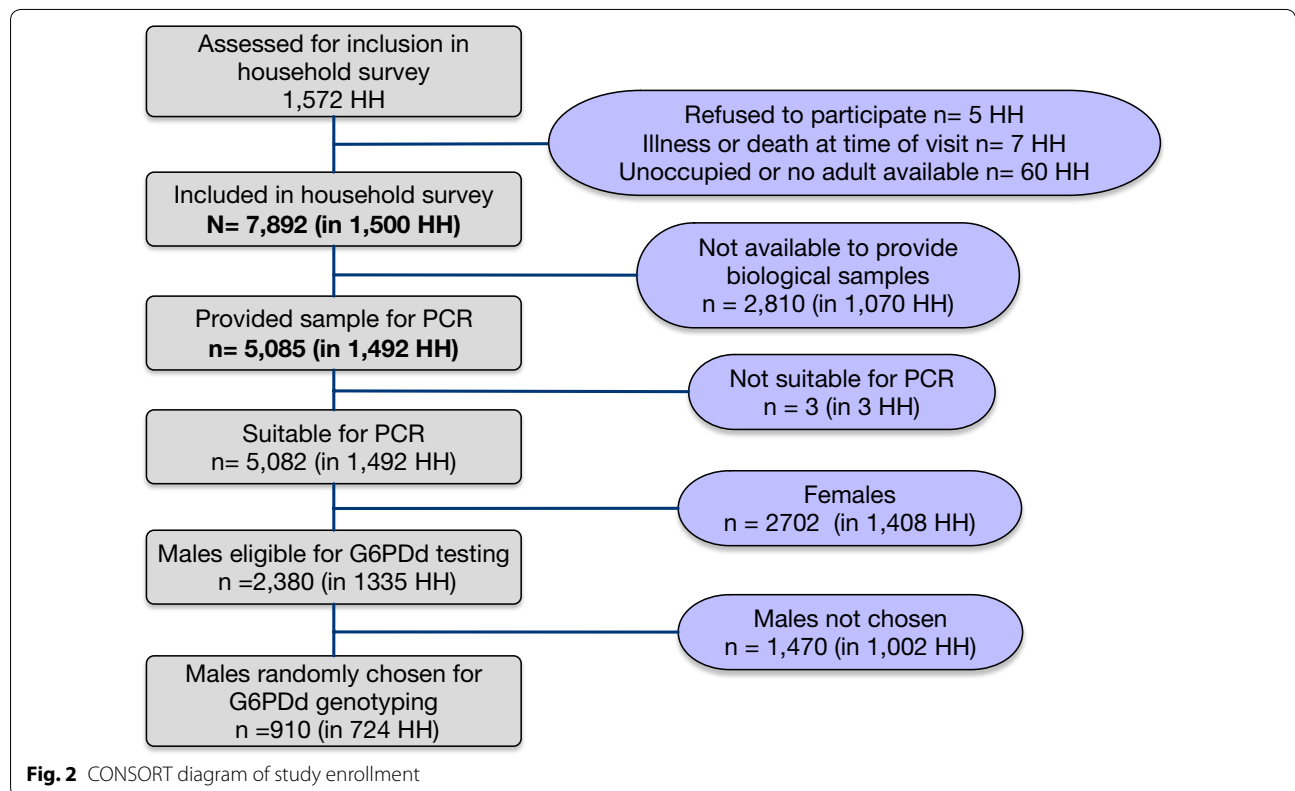 Assessed for inclusion in
household survey
1,572 HH
Refused to participate n= 5 HH
Illness or death at time of visit n= 7 HH
Unoccupied or no adult available n= 60 HH
Included in household survey
N= 7,892 (in 1,500 HH)
Not available to provide
biological samples
n = 2,810 (in 1,070 HH)
Provided sample for PCR
n= 5,085 (in 1,492 HH)
Not suitable for PCR
n = 3 (in 3 HH)
Suitable for PCR
n= 5,082 (in 1,492 HH)
Females
n = 2702 (in 1,408 HH)
Males eligible for G6PDd testing
n =2,380 (in 1335 HH)
Males not chosen
n = 1,470 (in 1,002 HH)
Males randomly chosen for
G6PDd genotyping
n =910 (in 724 HH)
Fig. 2 CONSORT diagram of study enrollment